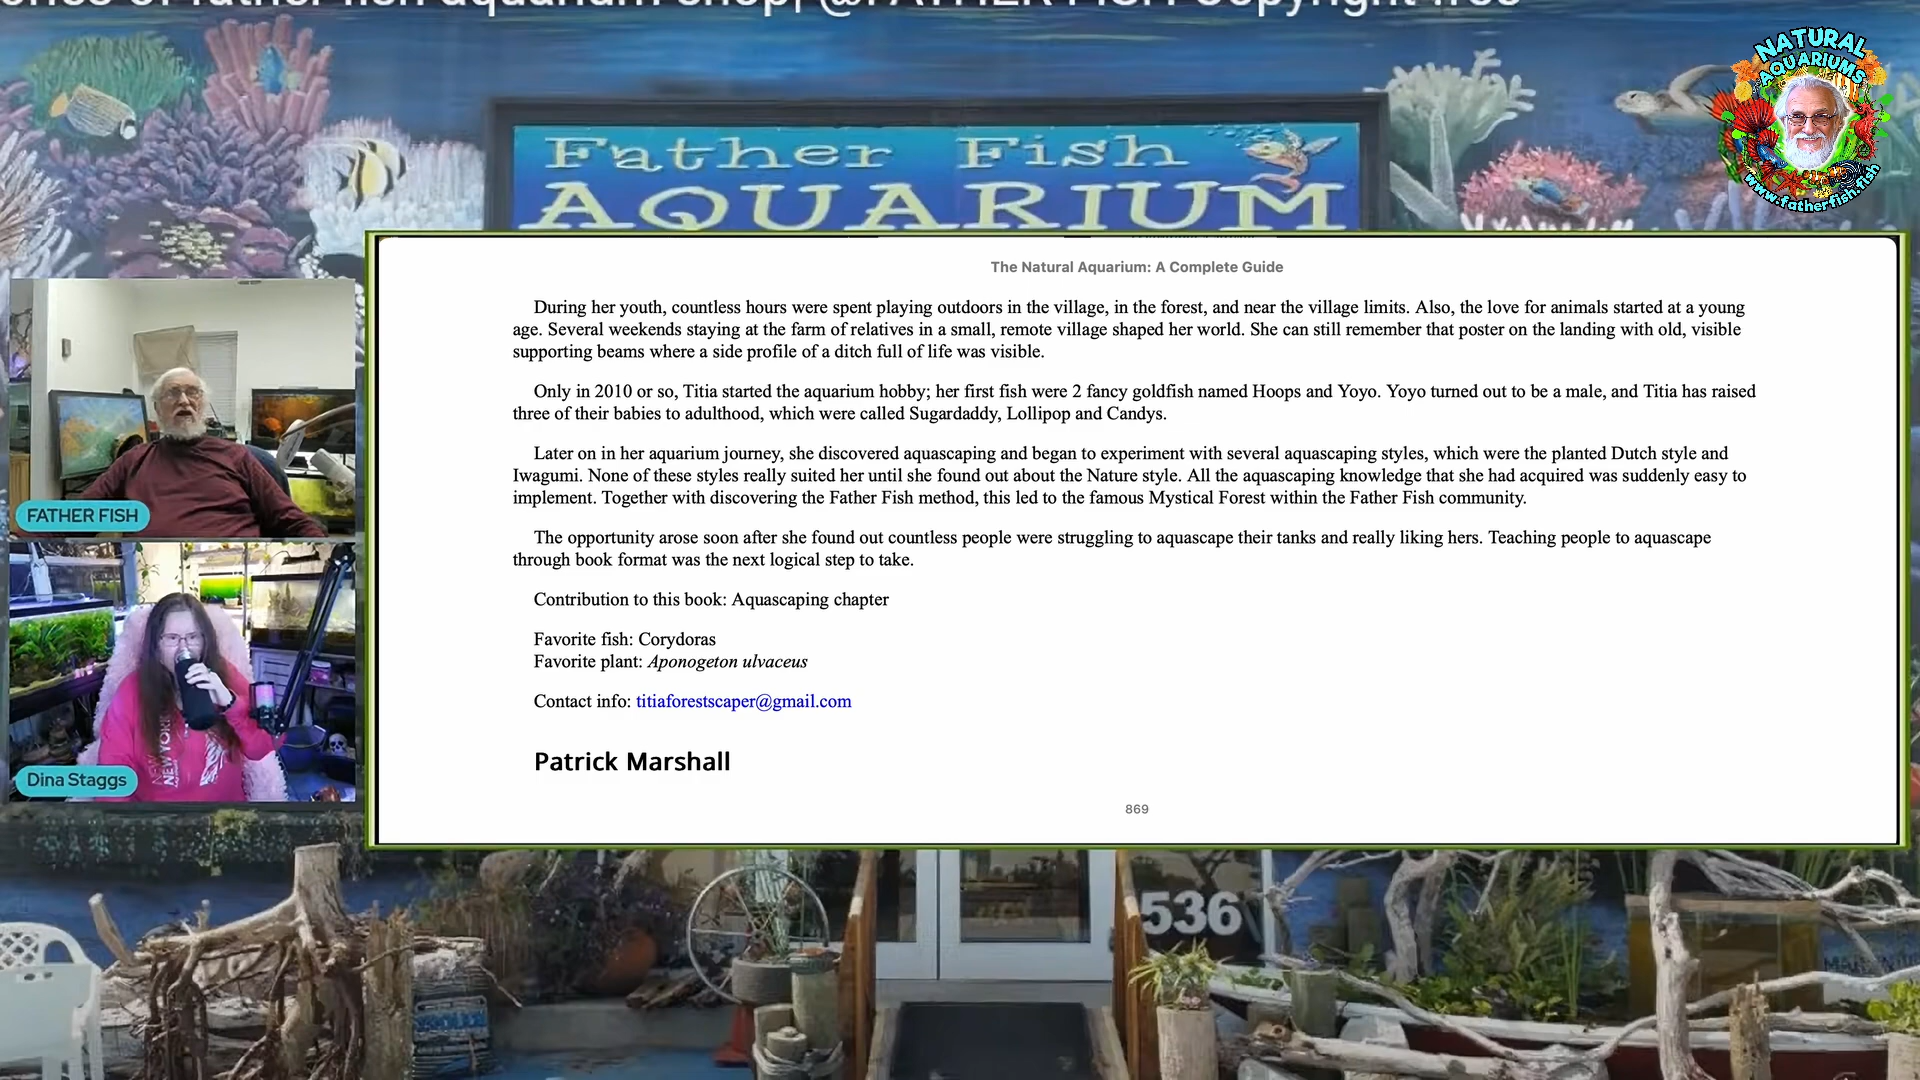 father fish aquarium shop, @FATHER FISH Copyright free
NATURAL
AQUARIUMS
www.fatherfish.fish
Father Fish
AQUARIUM
The Natural Aquarium: A Complete Guide
During her youth, countless hours were spent playing outdoors in the village, in the forest, and near the village limits. Also, the love for animals started at a young
age. Several weekends staying at the farm of relatives in a small, remote village shaped her world. She can still remember that poster on the landing with old, visible
supporting beams where a side profile of a ditch full of life was visible.
Only in 2010 or so, Titia started the aquarium hobby; her first fish were 2 fancy goldfish named Hoops and Yoyo. Yoyo turned out to be a male, and Titia has raised
three of their babies to adulthood, which were called Sugardaddy, Lollipop and Candys.
Later on in her aquarium journey, she discovered aquascaping and began to experiment with several aquascaping styles, which were the planted Dutch style and
Iwagumi. None of these styles really suited her until she found out about the Nature style. All the aquascaping knowledge that she had acquired was suddenly easy to
implement. Together with discovering the Father Fish method, this led to the famous Mystical Forest within the Father Fish community.
The opportunity arose soon after she found out countless people were struggling to aquascape their tanks and really liking hers. Teaching people to aquascape
through book format was the next logical step to take.
Contribution to this book: Aquascaping chapter
Favorite fish: Corydoras
Favorite plant: Aponogeton ulvaceus
Contact info: titiaforestscaper@gmail.com
Patrick Marshall
869
FATHER FISH
NEW YORK
Dina Staggs
536